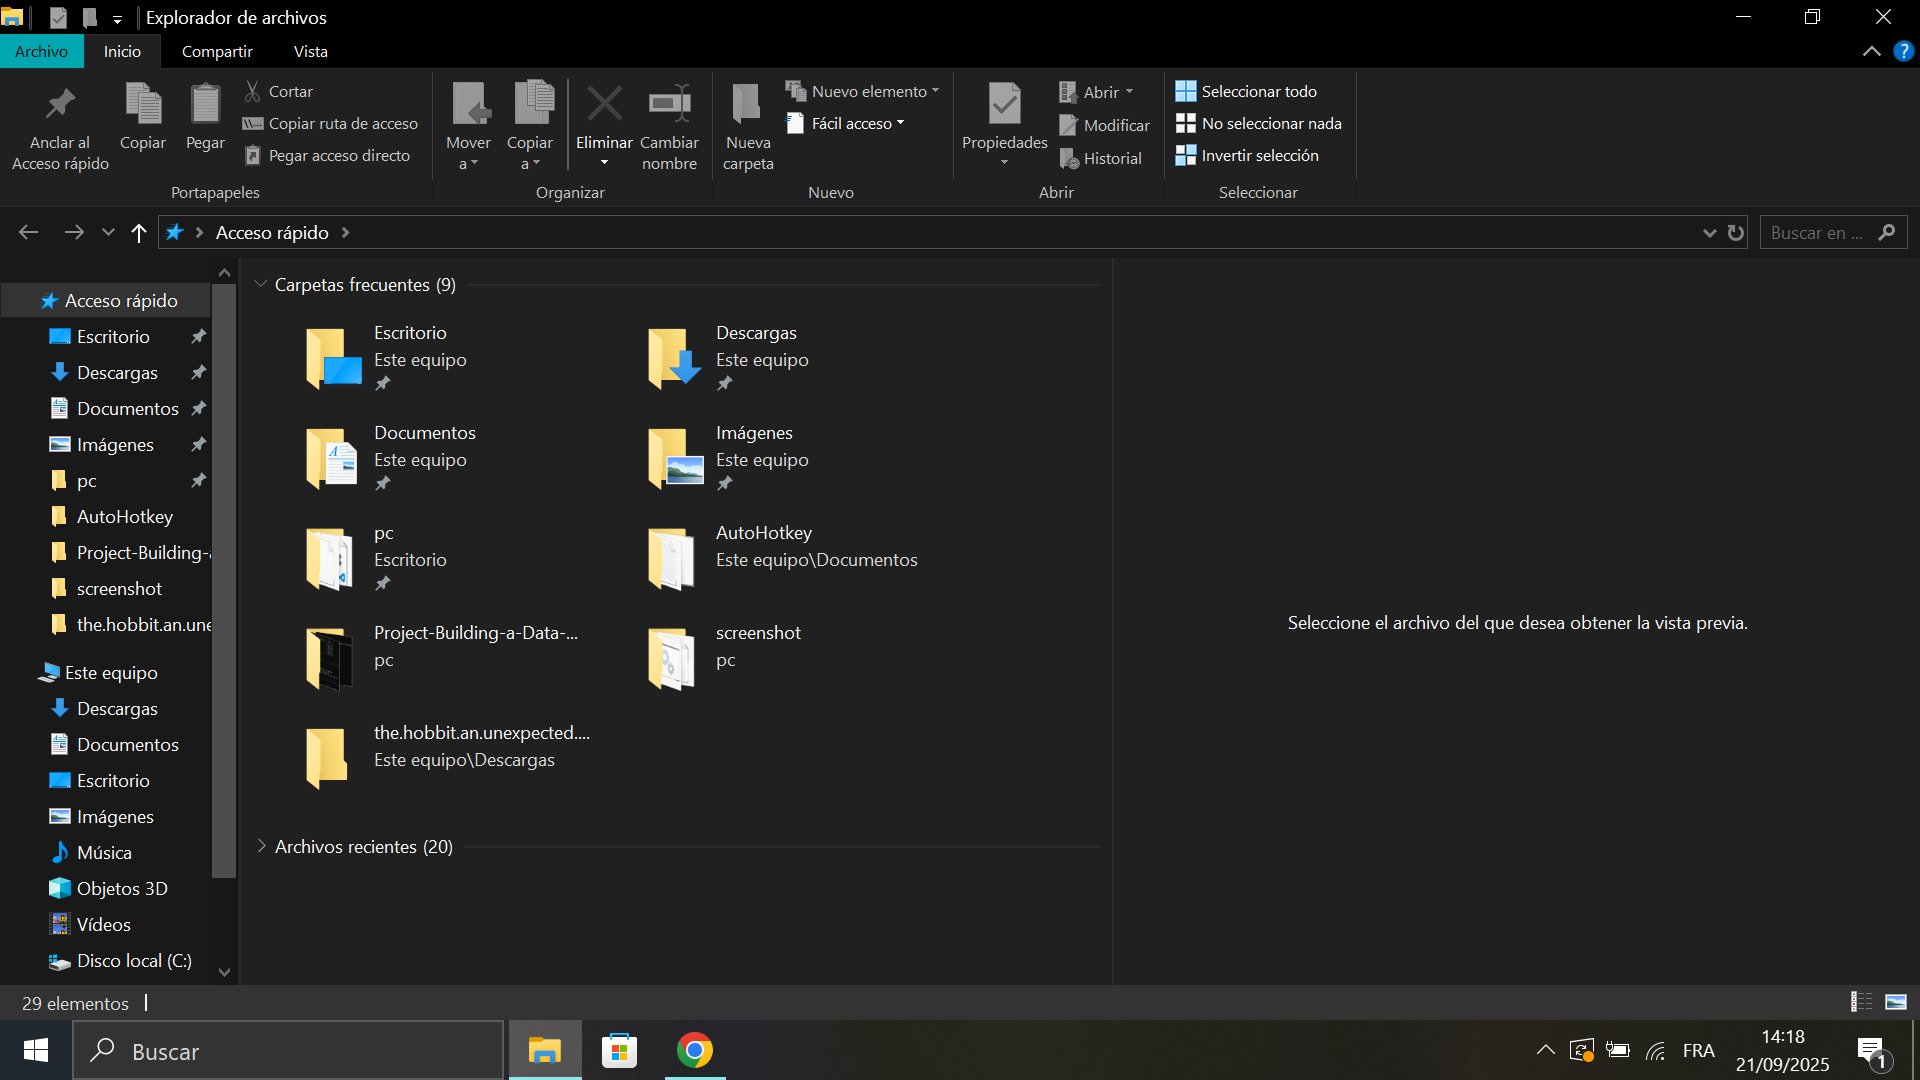 Explorador de archivos
Archivo
Inicio
Compartir
Vista
Anclar al
Acceso rápido
Copiar
Pegar
Cortar
Copiar ruta de acceso
Pegar acceso directo
Portapapeles
Mover
a
Copiar
a
Eliminar
Cambiar
nombre
Organizar
Nueva
carpeta
Nuevo elemento
Fácil acceso
Nuevo
Propiedades
Abrir
Modificar
Historial
Abrir
Seleccionar todo
No seleccionar nada
Invertir selección
Seleccionar
Acceso rápido
Buscar en ...
Acceso rápido
Escritorio
Descargas
Documentos
Imágenes
pc
AutoHotkey
Project-Building-a
screenshot
the.hobbit.an.une
Este equipo
Descargas
Documentos
Escritorio
Imágenes
Música
Objetos 3D
Vídeos
Disco local (C:)
Carpetas frecuentes (9)
Escritorio
Este equipo
Descargas
Este equipo
Documentos
Este equipo
Imágenes
Este equipo
pc
Escritorio
AutoHotkey
Este equipo\Documentos
Project-Building-a-Data-...
pc
screenshot
pc
the.hobbit.an.unexpected....
Este equipo\Descargas
Archivos recientes (20)
Seleccione el archivo del que desea obtener la vista previa.
29 elementos
Buscar
FRA
14:18
21/09/2025
1